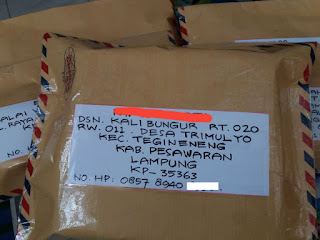 DSN. KALI BUNGUR RT. 020
RW. 011 DESA TRIMULYO
KEC. TEGINENENG
KAB. PESAWARAN
LAMPUNG
KP- 35363
NO. HP: 0857 8940